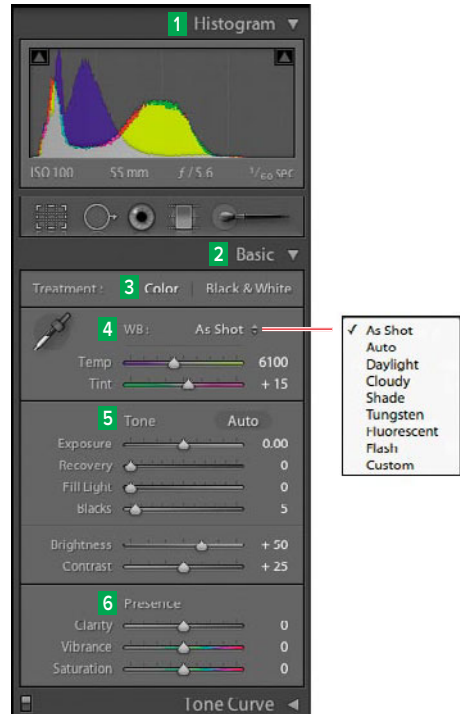 1 Histogram
ISO 100 55 mm f / 5.6 1/60 SEC
2 Basic
Treatment : 3 Color | Black & White
4 WB : As Shot
Temp 6100
Tint + 15
5 Tone Auto
Exposure 0.00
Recovery 0
Fill Light 0
Blacks 5
Brightness + 50
Contrast + 25
6 Presence
Clarity 0
Vibrance 0
Saturation 0
Tone Curve
✓ As Shot
Auto
Daylight
Cloudy
Shade
Tungsten
Fluorescent
Flash
Custom